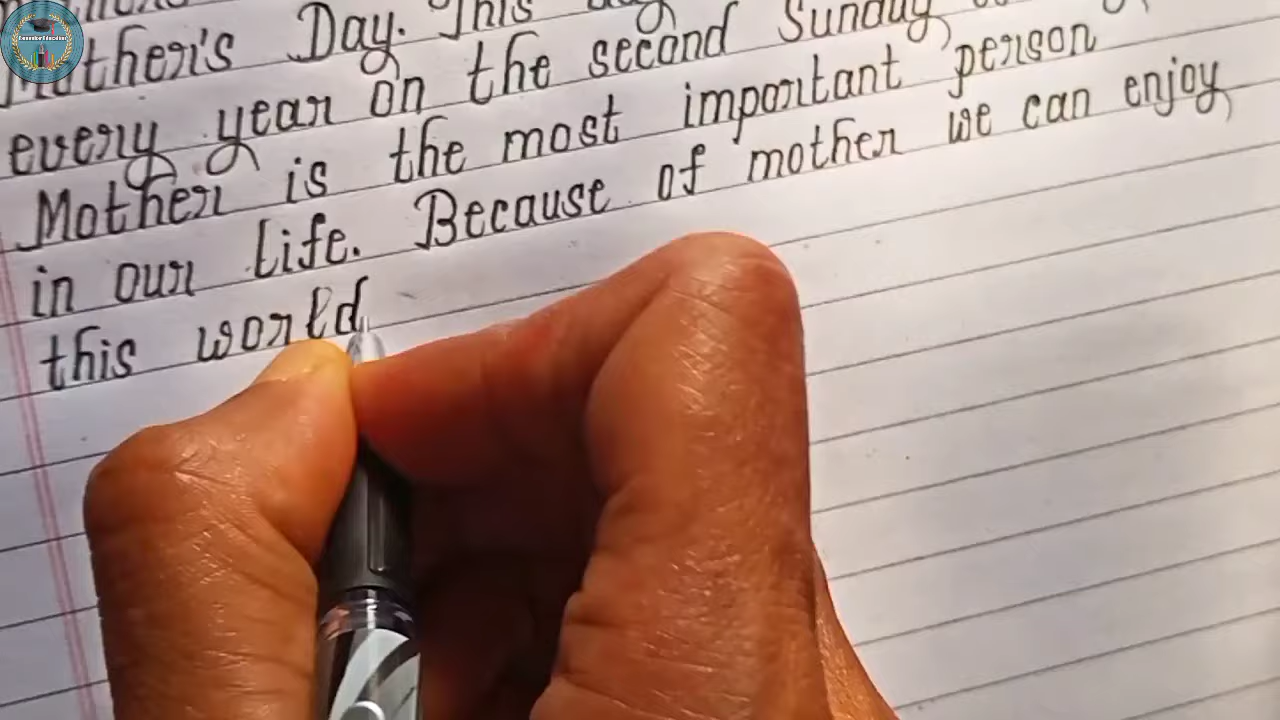 Mother's Day. This
every year on the second Sunday
Mother is the most important person
in our life. Because of mother we can enjoy
this world